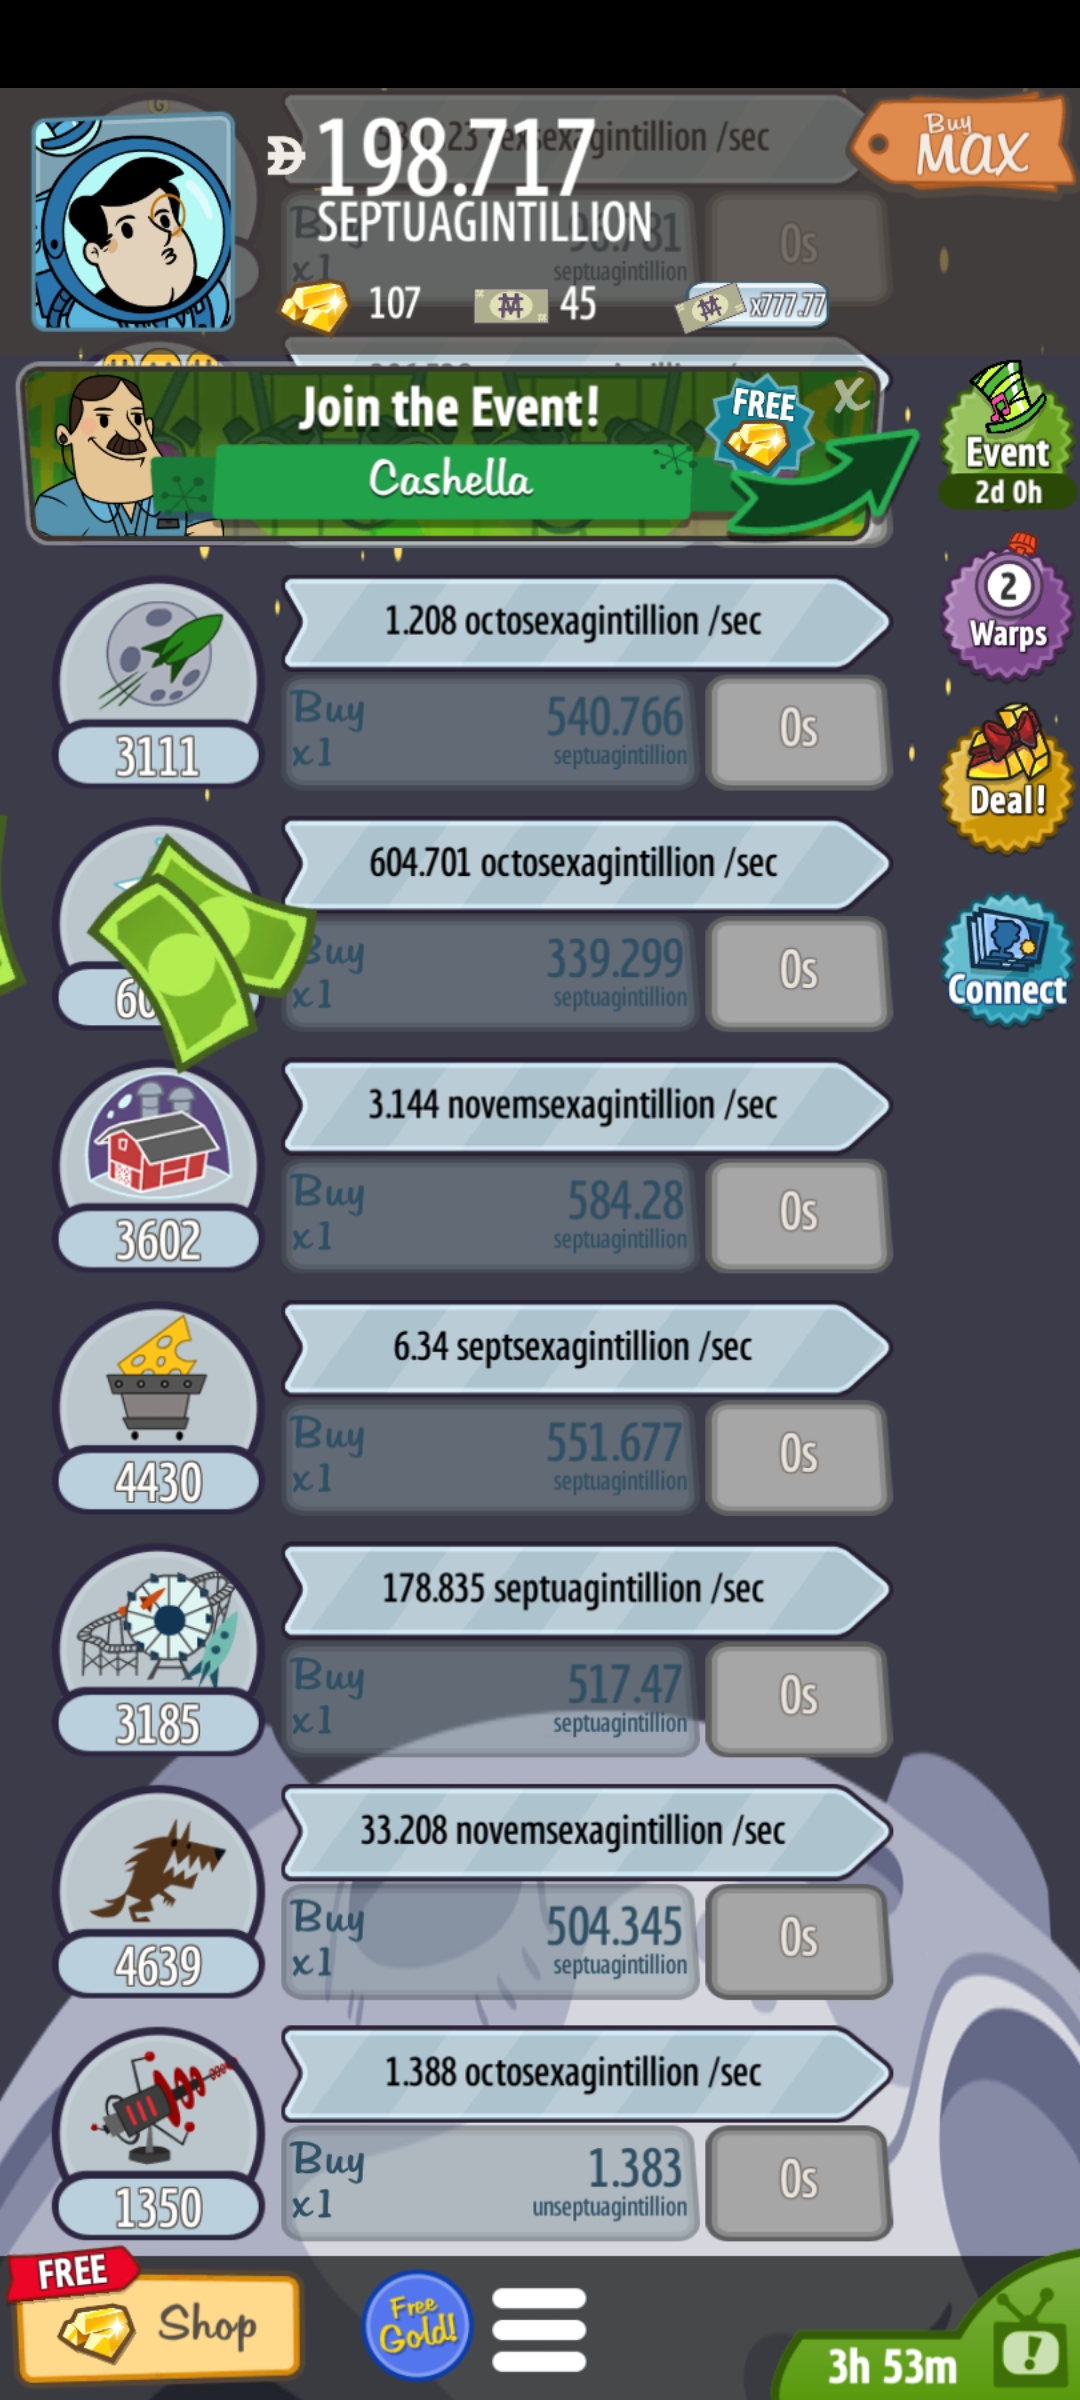 198.717
SEPTUAGINTILLION
Buy
MAX
/sec
Buy
x1
septuagintillion
0s
107
45
x777.77
Join the Event!
FREE
X
Cashella
Event
2d 0h
2
Warps
Deal!
Connect
1.208 octosexagintillion /sec
Buy
x1
540.766
septuagintillion
0s
3111
604.701 octosexagintillion /sec
Buy
x1
339.299
septuagintillion
0s
3.144 novemsexagintillion /sec
Buy
x1
584.28
septuagintillion
0s
3602
6.34 septsexagintillion /sec
Buy
x1
551.677
septuagintillion
0s
4430
178.835 septuagintillion /sec
Buy
x1
517.47
septuagintillion
0s
3185
33.208 novemsexagintillion /sec
Buy
x1
504.345
septuagintillion
0s
4639
1.388 octosexagintillion /sec
Buy
x1
1.383
unseptuagintillion
0s
1350
FREE
Shop
Free
Gold!
3h 53m
!